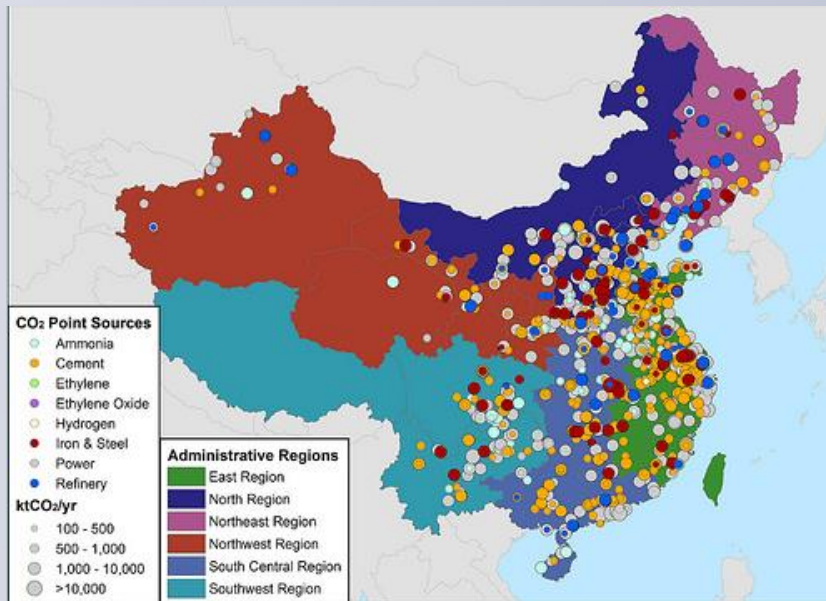 CO₂ Point Sources
Ammonia
Cement
Ethylene
Ethylene Oxide
Hydrogen
Iron & Steel
Power
Refinery
ktCO₂/yr
100 - 500
500 - 1,000
1,000 - 10,000
>10,000
Administrative Regions
East Region
North Region
Northeast Region
Northwest Region
South Central Region
Southwest Region